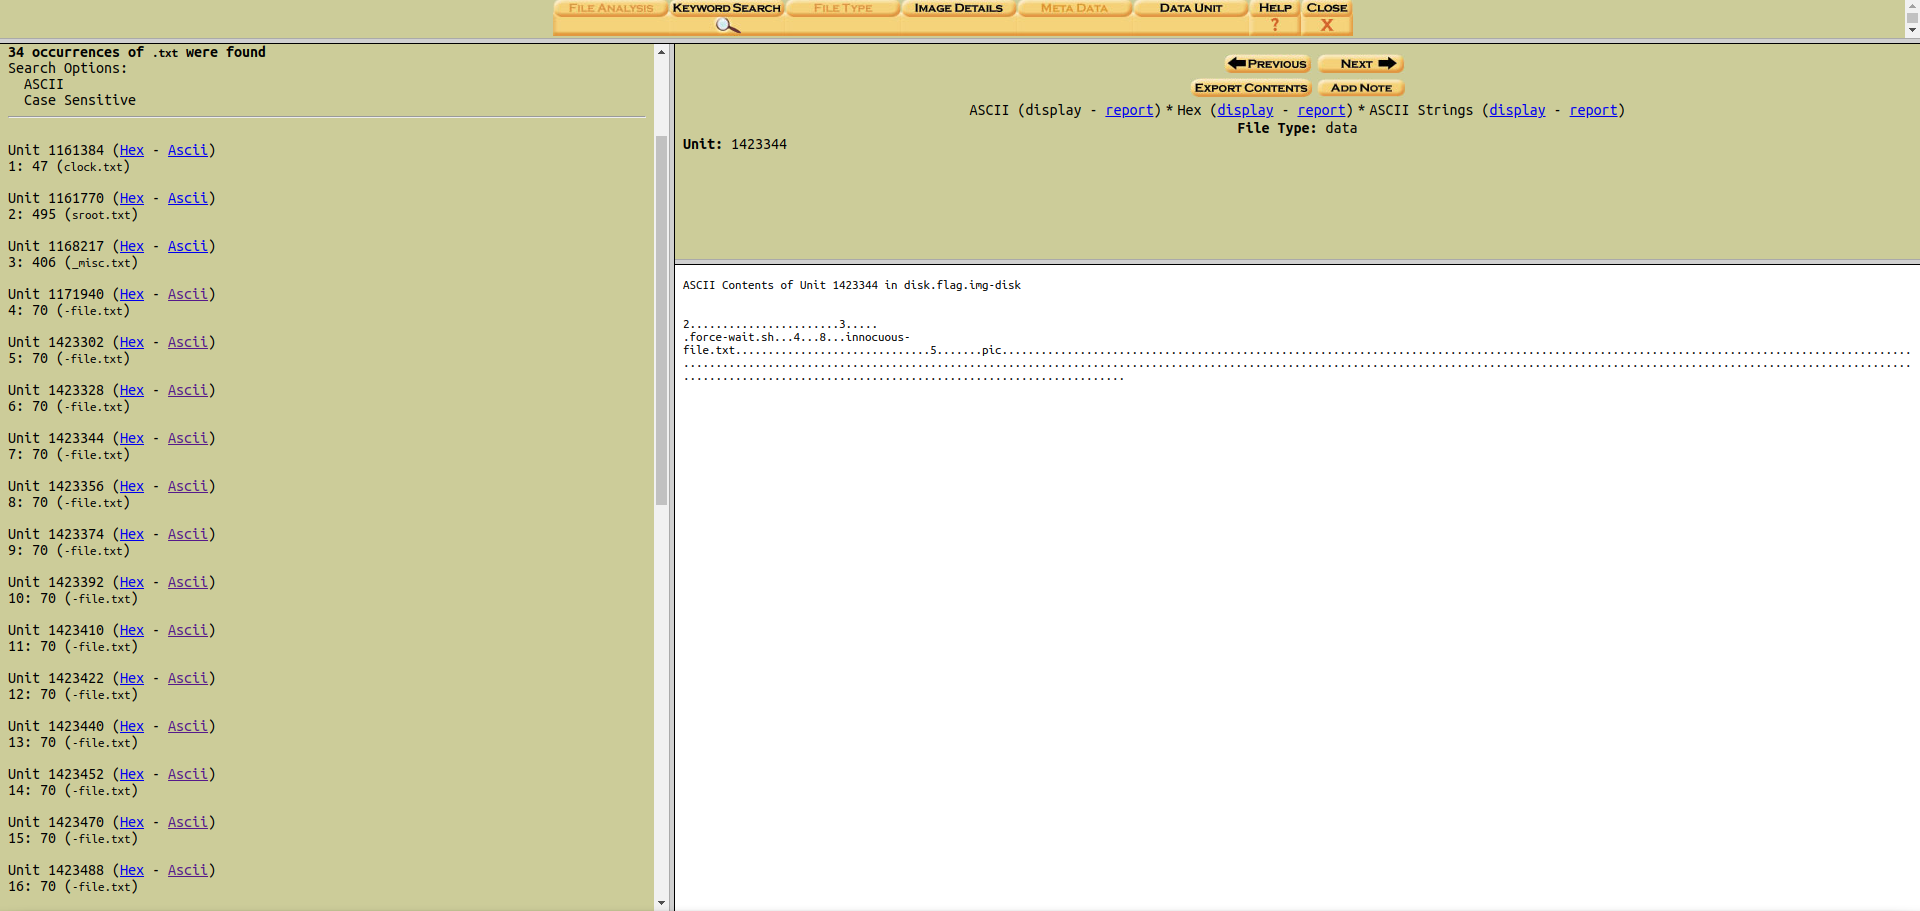 FILE ANALYSIS KEYWORD SEARCH FILE TYPE IMAGE DETAILS META DATA DATA UNIT HELP CLOSE
? X
34 occurrences of .txt were found
Search Options:
ASCII
Case Sensitive
Unit 1161384 (Hex - Ascii)
1: 47 (clock.txt)
Unit 1161770 (Hex - Ascii)
2: 495 (sroot.txt)
Unit 1168217 (Hex - Ascii)
3: 406 (_misc.txt)
Unit 1171940 (Hex - Ascii)
4: 70 (-file.txt)
Unit 1423302 (Hex - Ascii)
5: 70 (-file.txt)
Unit 1423328 (Hex - Ascii)
6: 70 (-file.txt)
Unit 1423344 (Hex - Ascii)
7: 70 (-file.txt)
Unit 1423356 (Hex - Ascii)
8: 70 (-file.txt)
Unit 1423374 (Hex - Ascii)
9: 70 (-file.txt)
Unit 1423392 (Hex - Ascii)
10: 70 (-file.txt)
Unit 1423410 (Hex - Ascii)
11: 70 (-file.txt)
Unit 1423422 (Hex - Ascii)
12: 70 (-file.txt)
Unit 1423440 (Hex - Ascii)
13: 70 (-file.txt)
Unit 1423452 (Hex - Ascii)
14: 70 (-file.txt)
Unit 1423470 (Hex - Ascii)
15: 70 (-file.txt)
Unit 1423488 (Hex - Ascii)
16: 70 (-file.txt)
PREVIOUS NEXT
EXPORT CONTENTS ADD NOTE
ASCII (display - report) * Hex (display - report) * ASCII Strings (display - report)
File Type: data
Unit: 1423344
ASCII Contents of Unit 1423344 in disk.flag.img-disk
2.......................3.....
.force-wait.sh...4...8...innocuous-
file.txt..............................5.......pic............................................................................................................................................
.............................................................................................................................................................................................
....................................................................